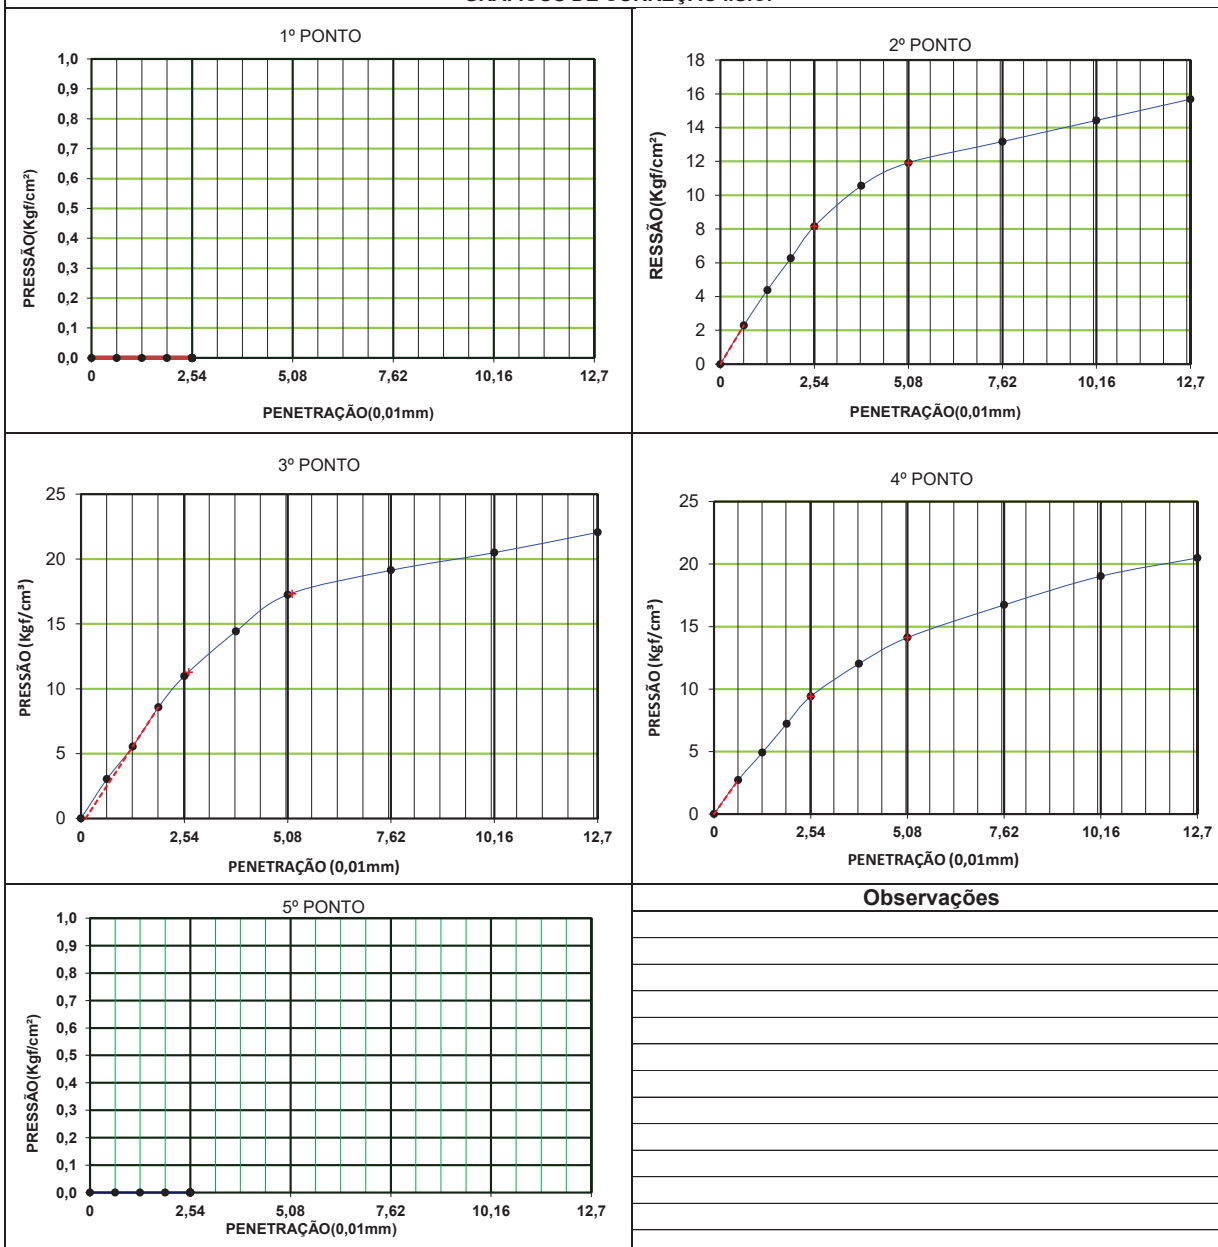 1º PONTO
1,0
0,9
0,8
0,7
0,6
0,5
0,4
0,3
0,2
0,1
0,0
PRESSÃO(Kgf/cm²)
0 2,54 5,08 7,62 10,16 12,7
PENETRAÇÃO(0,01mm)
2º PONTO
18
16
14
12
10
8
6
4
2
0
RESSÃO(Kgf/cm²)
0 2,54 5,08 7,62 10,16 12,7
PENETRAÇÃO(0,01mm)
3º PONTO
25
20
15
10
5
0
PRESSÃO (Kgf/cm³)
0 2,54 5,08 7,62 10,16 12,7
PENETRAÇÃO (0,01mm)
4º PONTO
25
20
15
10
5
0
PRESSÃO (Kgf/cm³)
0 2,54 5,08 7,62 10,16 12,7
PENETRAÇÃO (0,01mm)
5º PONTO
1,0
0,9
0,8
0,7
0,6
0,5
0,4
0,3
0,2
0,1
0,0
PRESSÃO(Kgf/cm²)
0 2,54 5,08 7,62 10,16 12,7
PENETRAÇÃO(0,01mm)
Observações